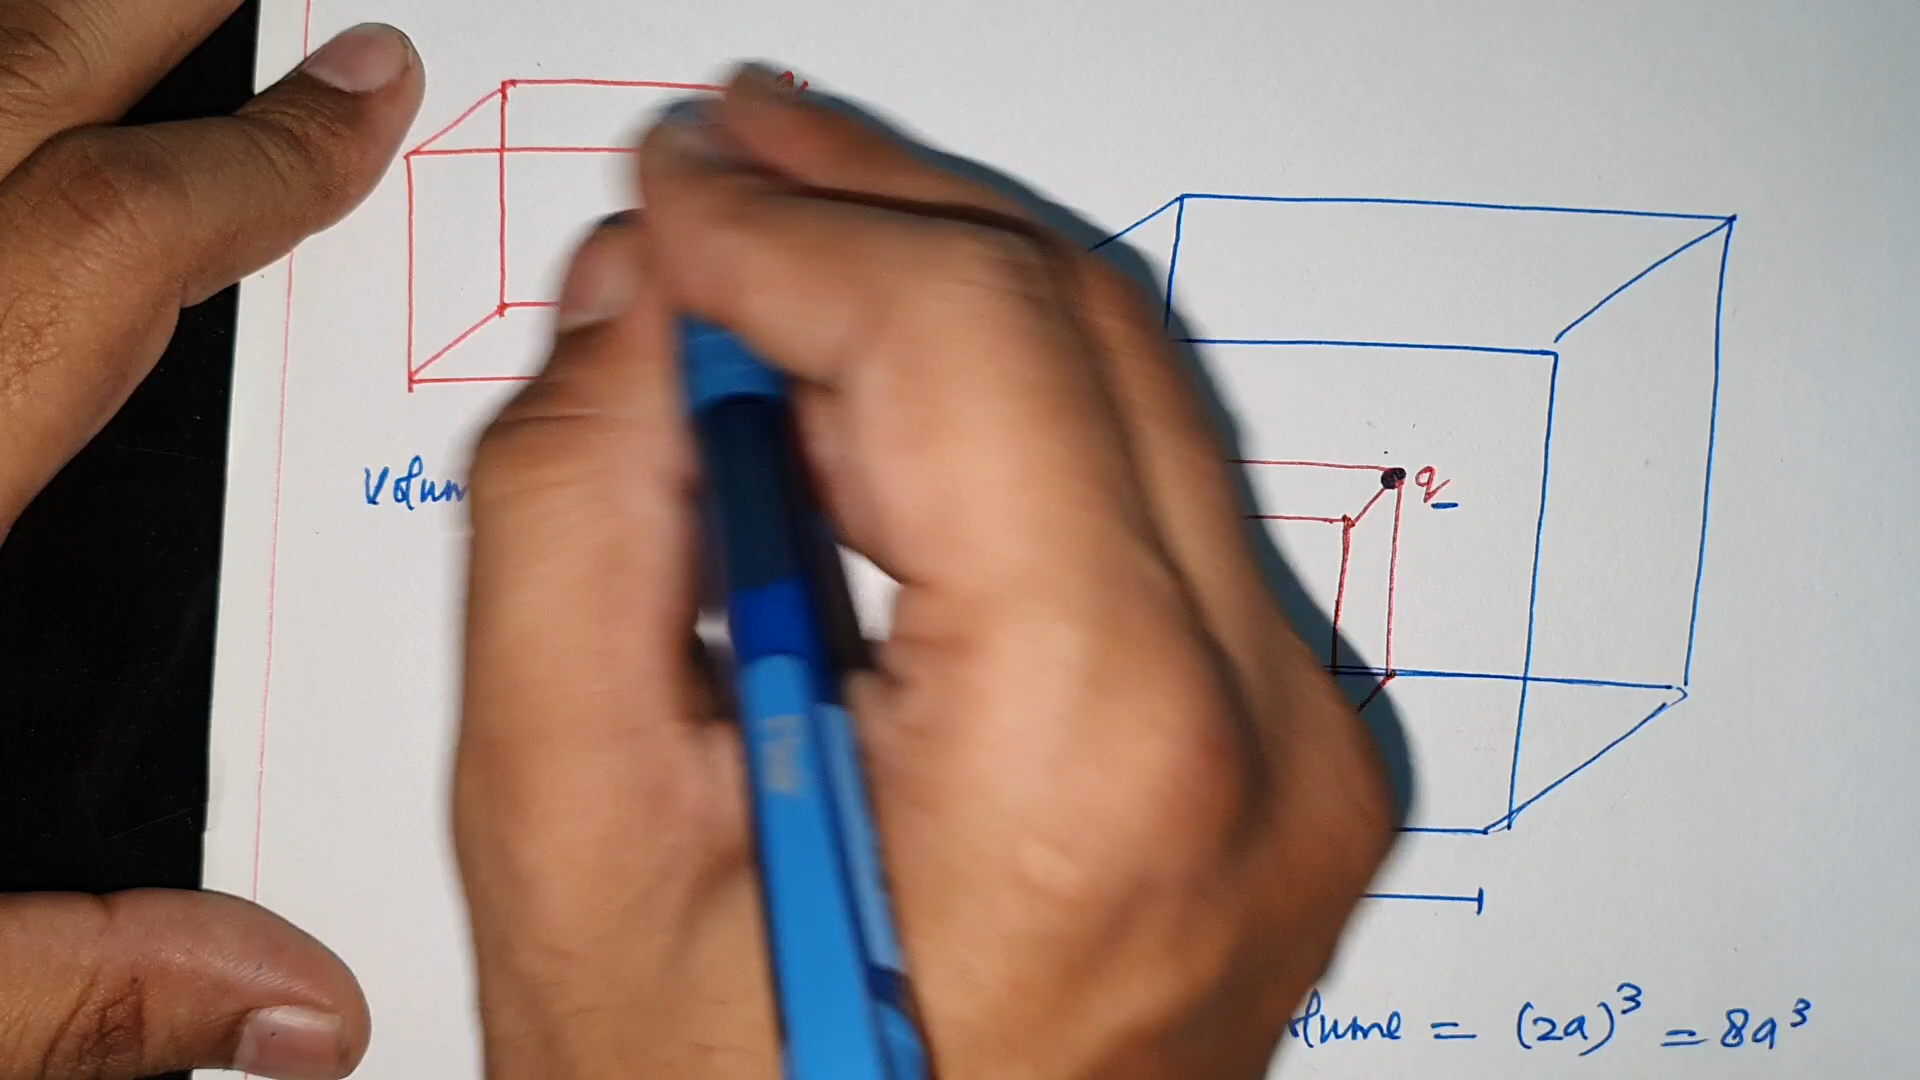 q
Volum
lume = (2a)³ = 8a³